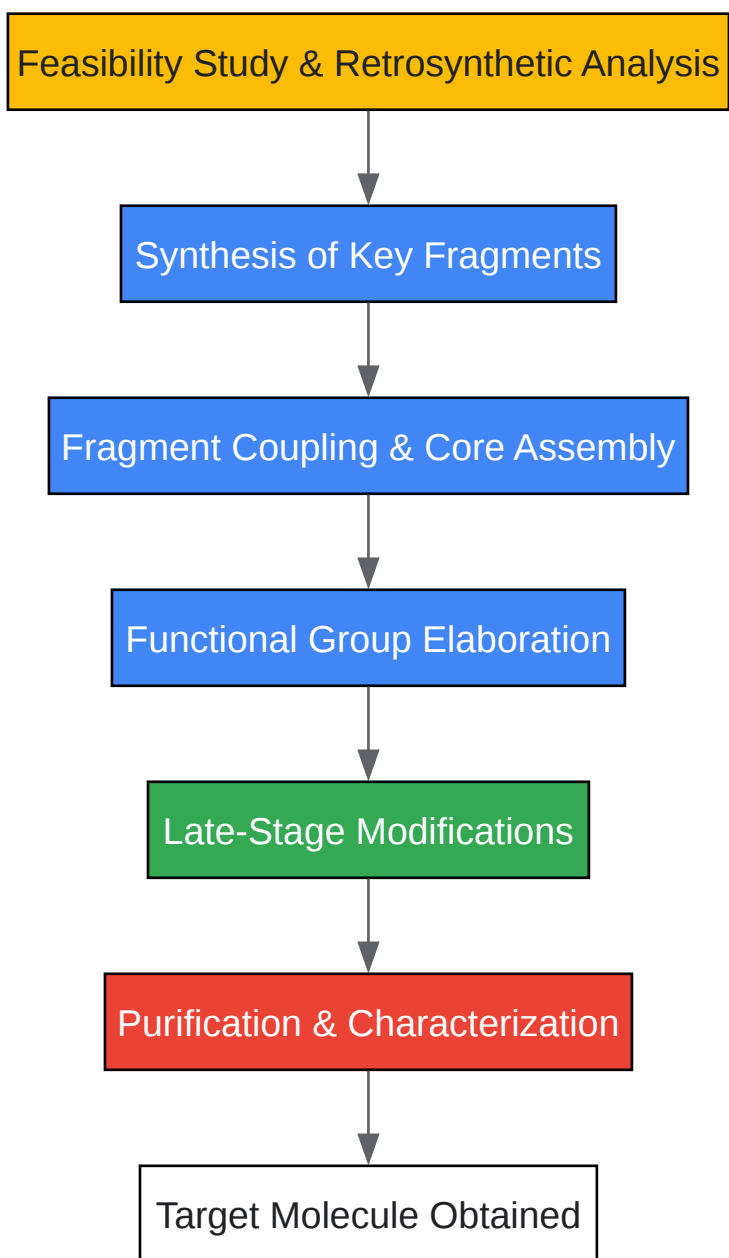 Feasibility Study & Retrosynthetic Analysis
Synthesis of Key Fragments
Fragment Coupling & Core Assembly
Functional Group Elaboration
Late-Stage Modifications
Purification & Characterization
Target Molecule Obtained